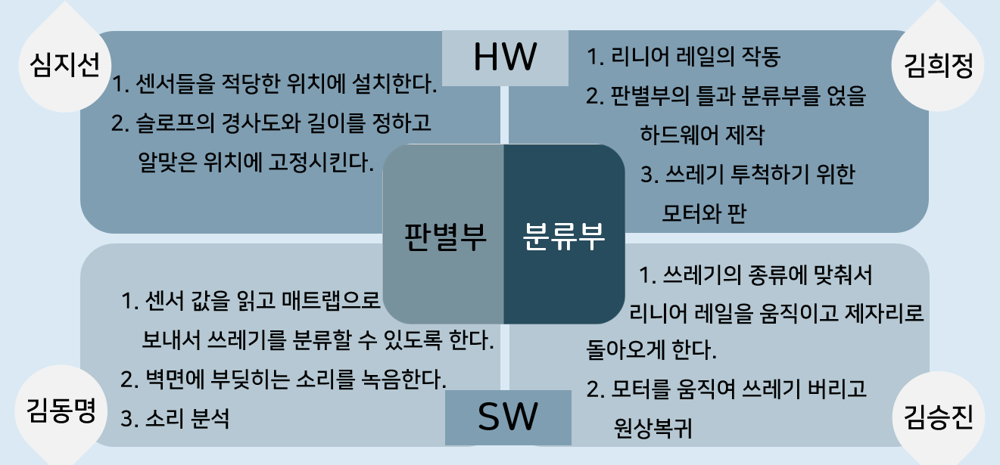 심지선
1. 센서들을 적당한 위치에 설치한다.
2. 슬로프의 경사도와 길이를 정하고
알맞은 위치에 고정시킨다.
HW
김희정
1. 리니어 레일의 작동
2. 판별부의 틀과 분류부를 얹을
하드웨어 제작
3. 쓰레기 투척하기 위한
모터와 판
판별부
분류부
김동명
1. 센서 값을 읽고 매트랩으로
보내서 쓰레기를 분류할 수 있도록 한다.
2. 벽면에 부딪히는 소리를 녹음한다.
3. 소리 분석
SW
1. 쓰레기의 종류에 맞춰서
리니어 레일을 움직이고 제자리로
돌아오게 한다.
2. 모터를 움직여 쓰레기 버리고
원상복귀
김승진